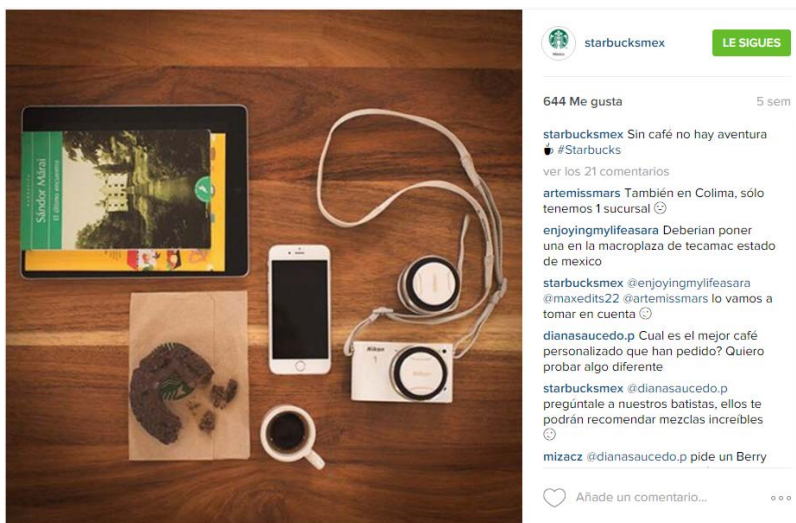 starbucksmex
LE SIGUES
644 Me gusta
5 sem
starbucksmex Sin café no hay aventura
#Starbucks
ver los 21 comentarios
artemissmars También en Colima, sólo
tenemos 1 sucursal
enjoyingmylifeasara Deberian poner
una en la macroplaza de tecamac estado
de mexico
starbucksmex @enjoyingmylifeasara
@maxedits22 @artemissmars lo vamos a
tomar en cuenta
dianasaucedo.p Cual es el mejor café
personalizado que han pedido? Quiero
probar algo diferente
starbucksmex @dianasaucedo.p
pregúntale a nuestros batistas, ellos te
podrán recomendar mezclas increíbles
mizacz @dianasaucedo.p pide un Berry
Añade un comentario...
Sándor Márai
El último encuentro
Nikon
1
Nikon